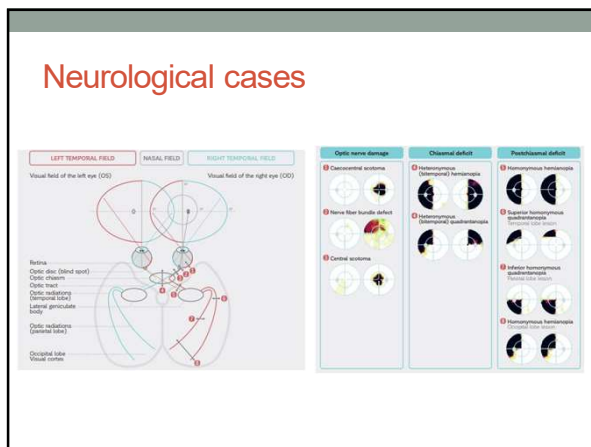 Neurological cases
LEFT TEMPORAL FIELD
NASAL FIELD
RIGHT TEMPORAL FIELD
Visual field of the left eye (OS)
Visual field of the right eye (OD)
Retina
Optic disc (blind spot)
Optic chiasm
Optic tract
Optic radiations
(temporal lobe)
Lateral geniculate
body
Optic radiations
(parietal lobe)
Occipital lobe
Visual cortex
Optic nerve damage
Caecocentral scotoma
Nerve fiber bundle defect
Central scotoma
Chiasmal deficit
Heteronymous
(bitemporal) hemianopia
Heteronymous
(bitemporal) quadrantanopia
Postchiasmal deficit
Homonymous hemianopia
Superior homonymous
quadrantanopia
Temporal lobe lesion
Inferior homonymous
quadrantanopia
Parietal lobe lesion
Homonymous hemianopia
Occipital lobe lesion